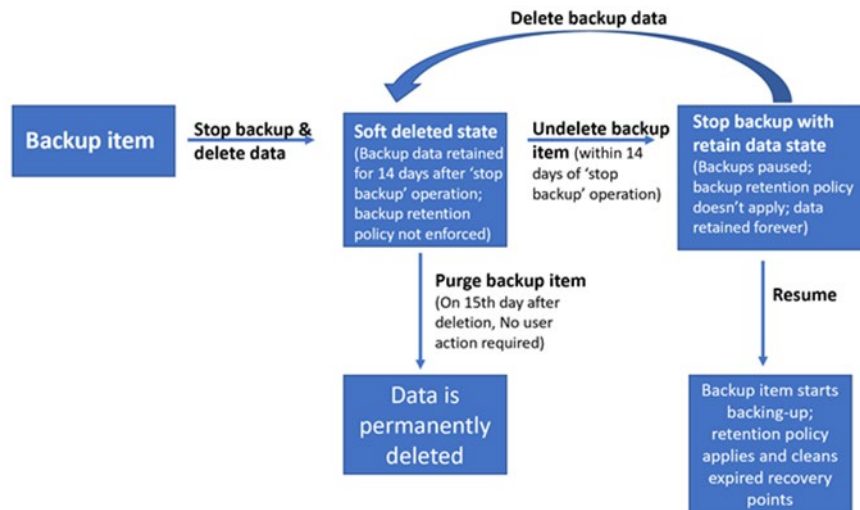 Delete backup data
Backup item
Stop backup &
delete data
Soft deleted state
(Backup data retained
for 14 days after ‘stop
backup’ operation;
backup retention
policy not enforced)
Undelete backup
item (within 14
days of ‘stop
backup’ operation)
Stop backup with
retain data state
(Backups paused;
backup retention policy
doesn’t apply; data
retained forever)
Purge backup item
(On 15th day after
deletion, No user
action required)
Resume
Data is
permanently
deleted
Backup item starts
backing-up;
retention policy
applies and cleans
expired recovery
points